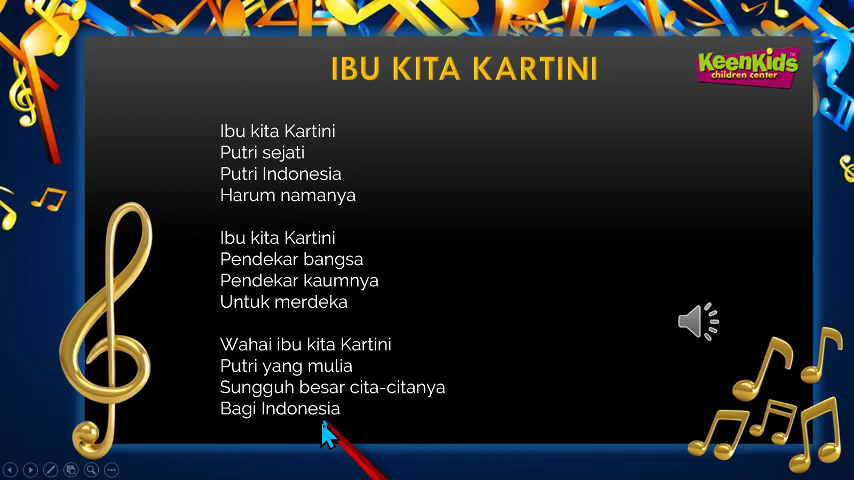 IBU KITA KARTINI
KeenKids
children center
Ibu kita Kartini
Putri sejati
Putri Indonesia
Harum namanya
Ibu kita Kartini
Pendekar bangsa
Pendekar kaumnya
Untuk merdeka
Wahai ibu kita Kartini
Putri yang mulia
Sungguh besar cita-citanya
Bagi Indonesia